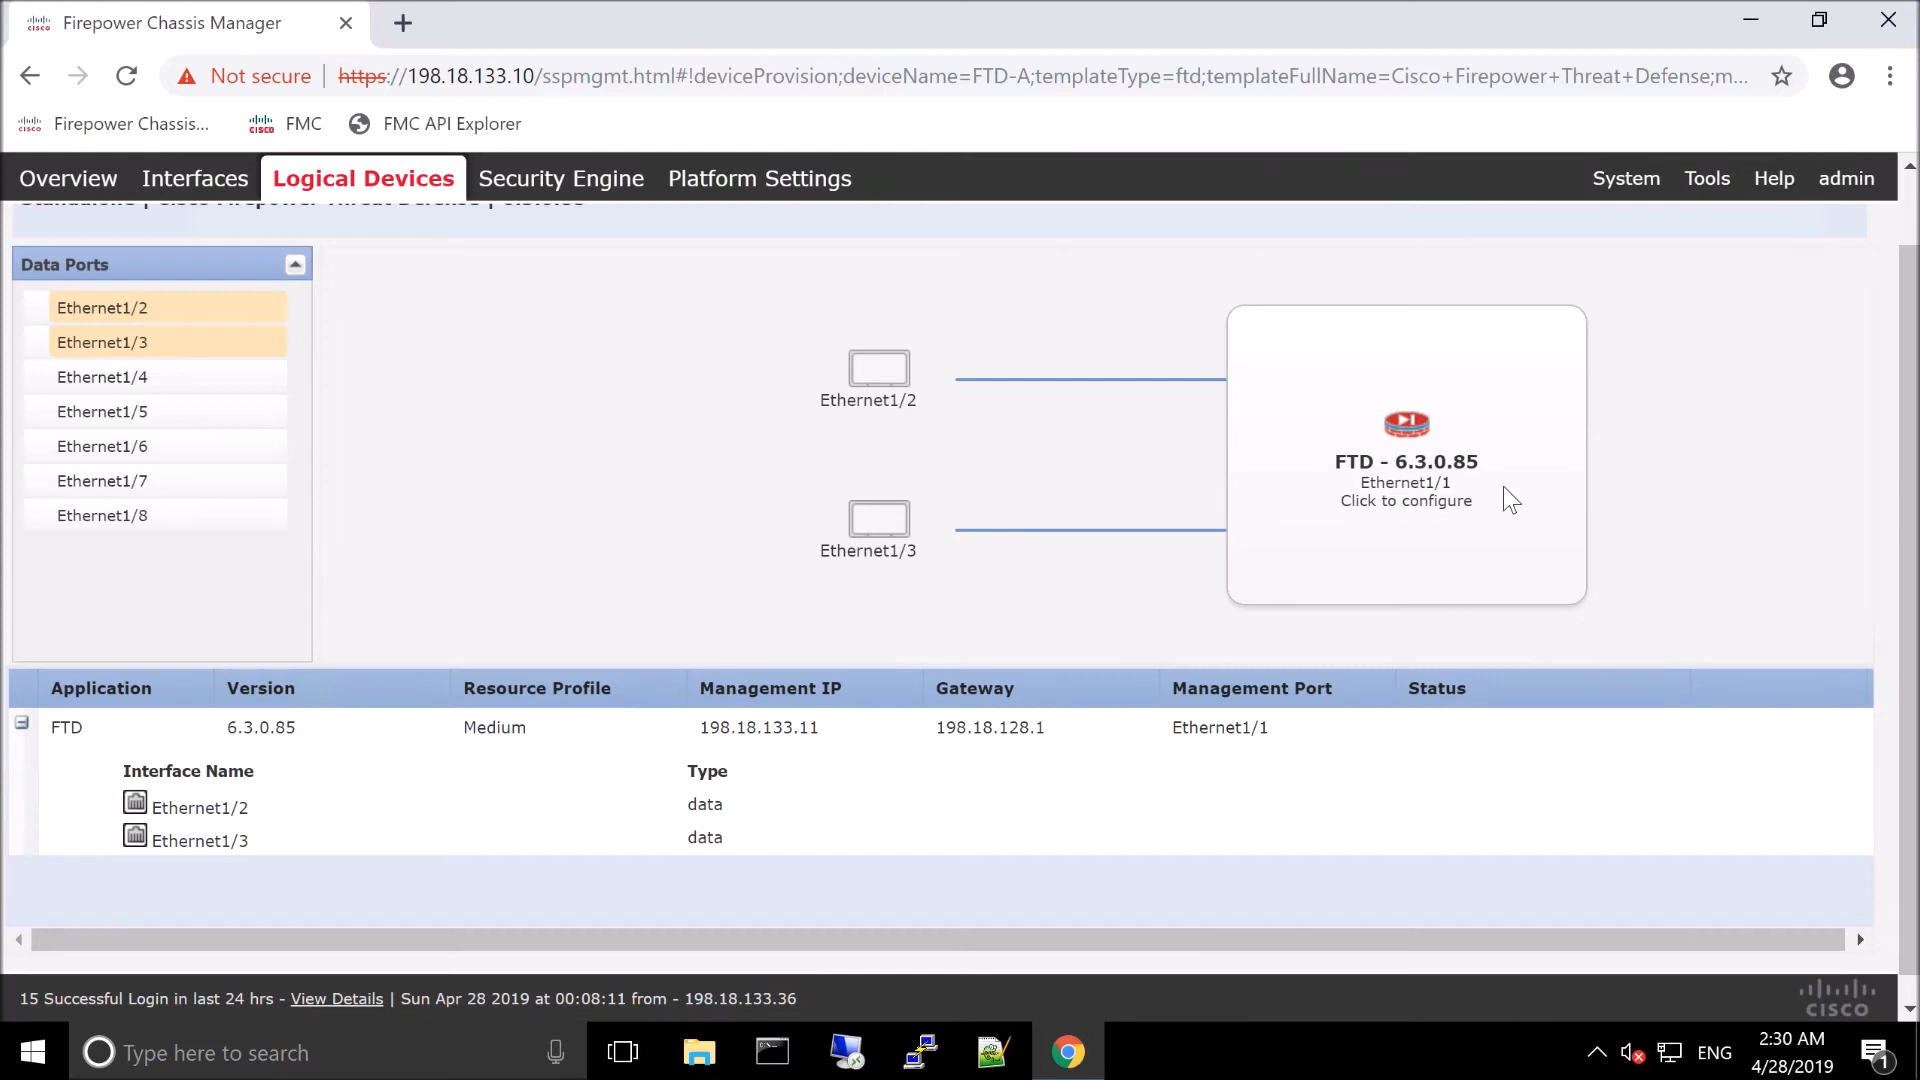 Firepower Chassis Manager
Not secure | https://198.18.133.10/sspmgmt.html#!deviceProvision;deviceName=FTD-A;templateType=ftd;templateFullName=Cisco+Firepower+Threat+Defense;m...
Firepower Chassis... FMC FMC API Explorer
Overview Interfaces Logical Devices Security Engine Platform Settings System Tools Help admin
Standalone | Cisco Firepower Threat Defense |
Data Ports
Ethernet1/2
Ethernet1/3
Ethernet1/4
Ethernet1/5
Ethernet1/6
Ethernet1/7
Ethernet1/8
Ethernet1/2
Ethernet1/3
FTD - 6.3.0.85
Ethernet1/1
Click to configure
Application Version Resource Profile Management IP Gateway Management Port Status
FTD 6.3.0.85 Medium 198.18.133.11 198.18.128.1 Ethernet1/1
Interface Name Type
Ethernet1/2 data
Ethernet1/3 data
15 Successful Login in last 24 hrs - View Details | Sun Apr 28 2019 at 00:08:11 from - 198.18.133.36
CISCO
Type here to search
ENG
2:30 AM
4/28/2019
1